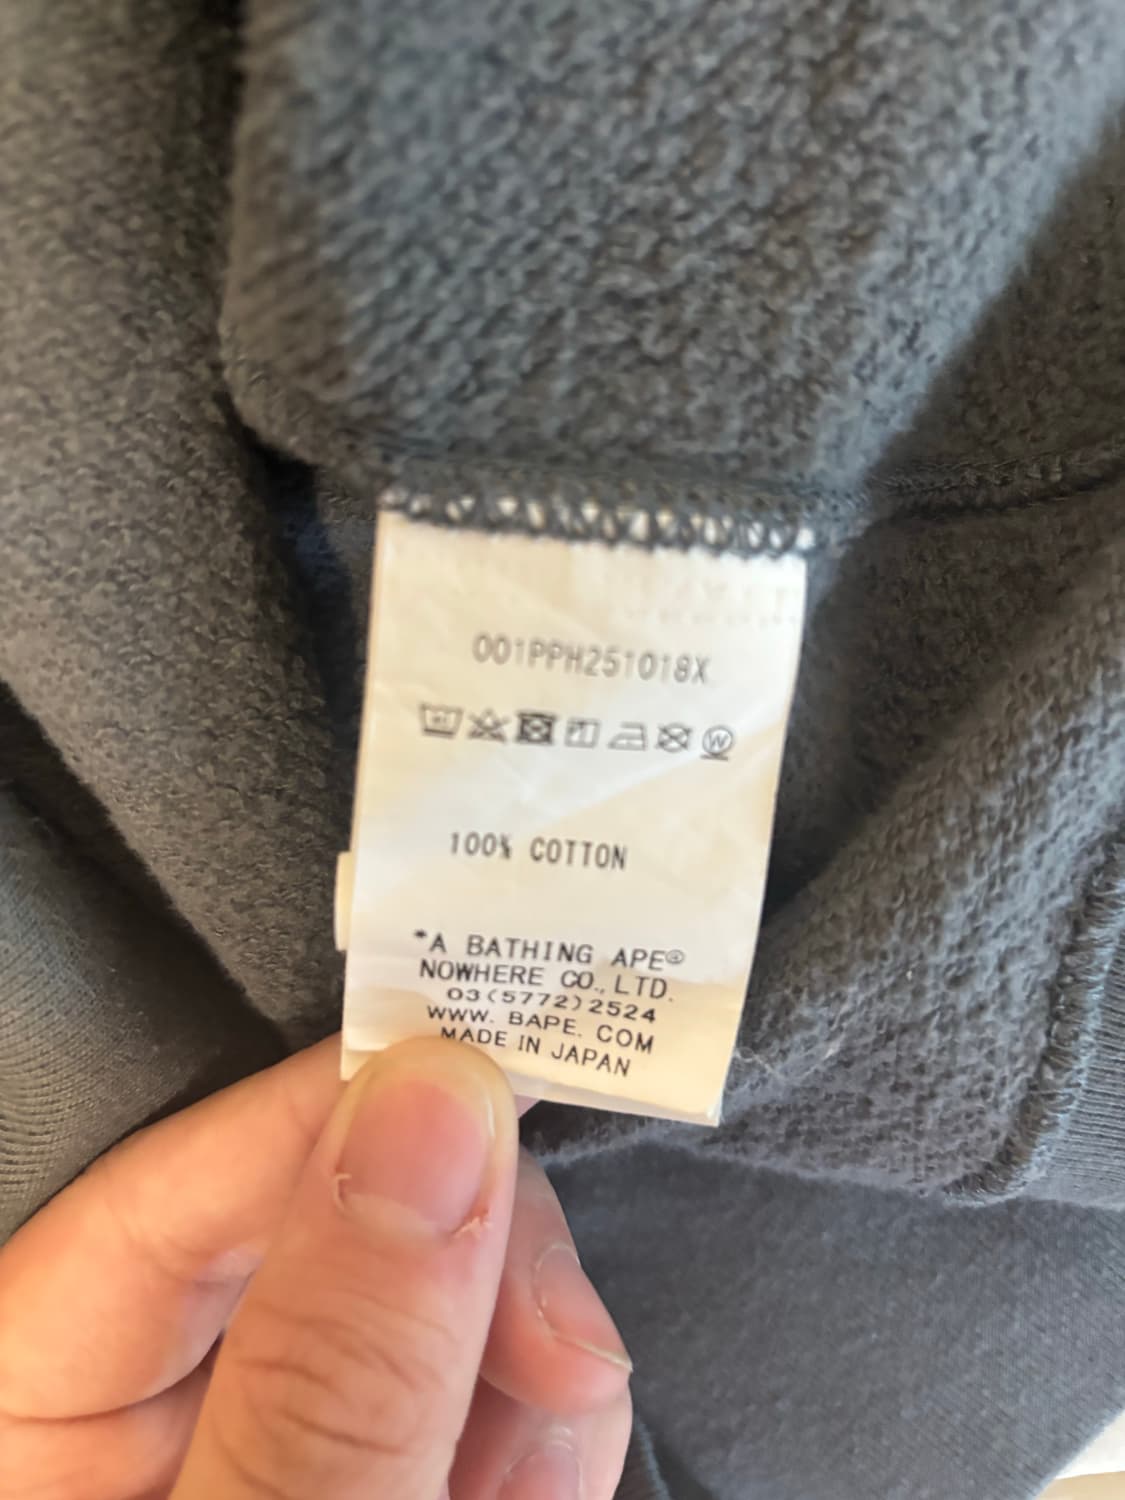 001PPH251018X
W
100% COTTON
*A BATHING APE®
NOWHERE CO., LTD.
03(5772)2524
WWW. BAPE. COM
MADE IN JAPAN